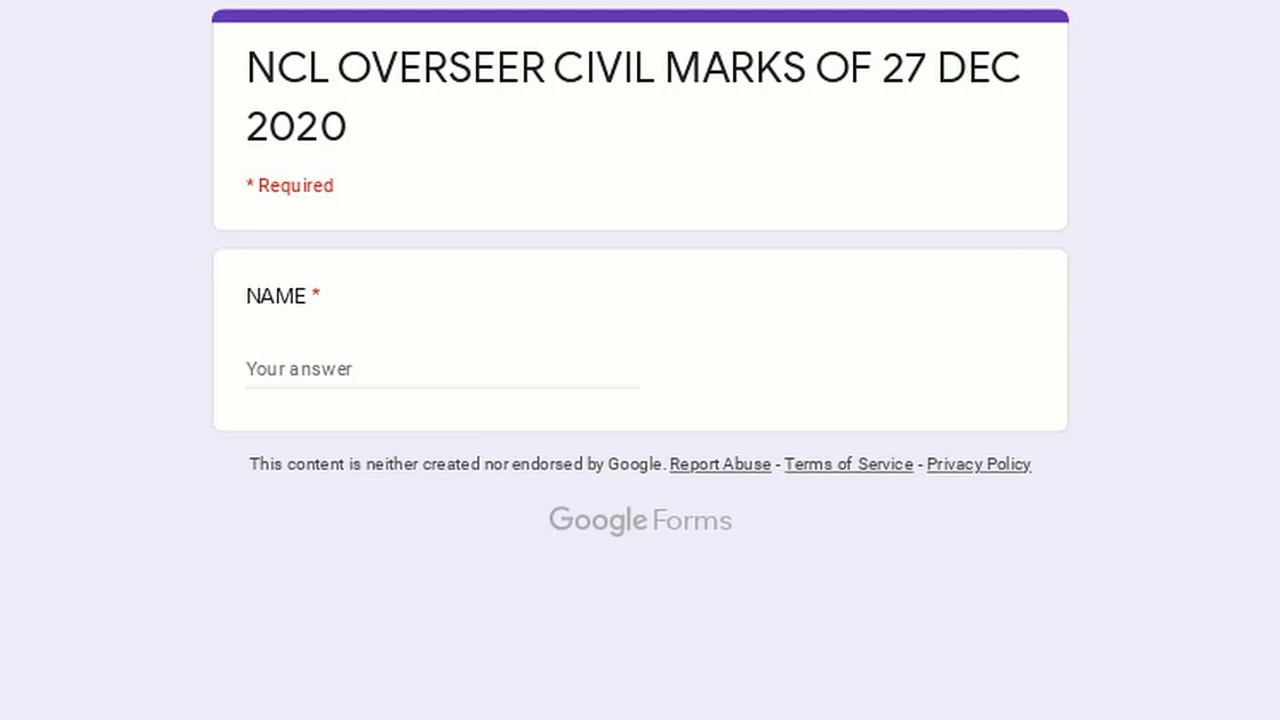 NCL OVERSEER CIVIL MARKS OF 27 DEC
2020
* Required
NAME *
Your answer
This content is neither created nor endorsed by Google. Report Abuse - Terms of Service - Privacy Policy
Google Forms